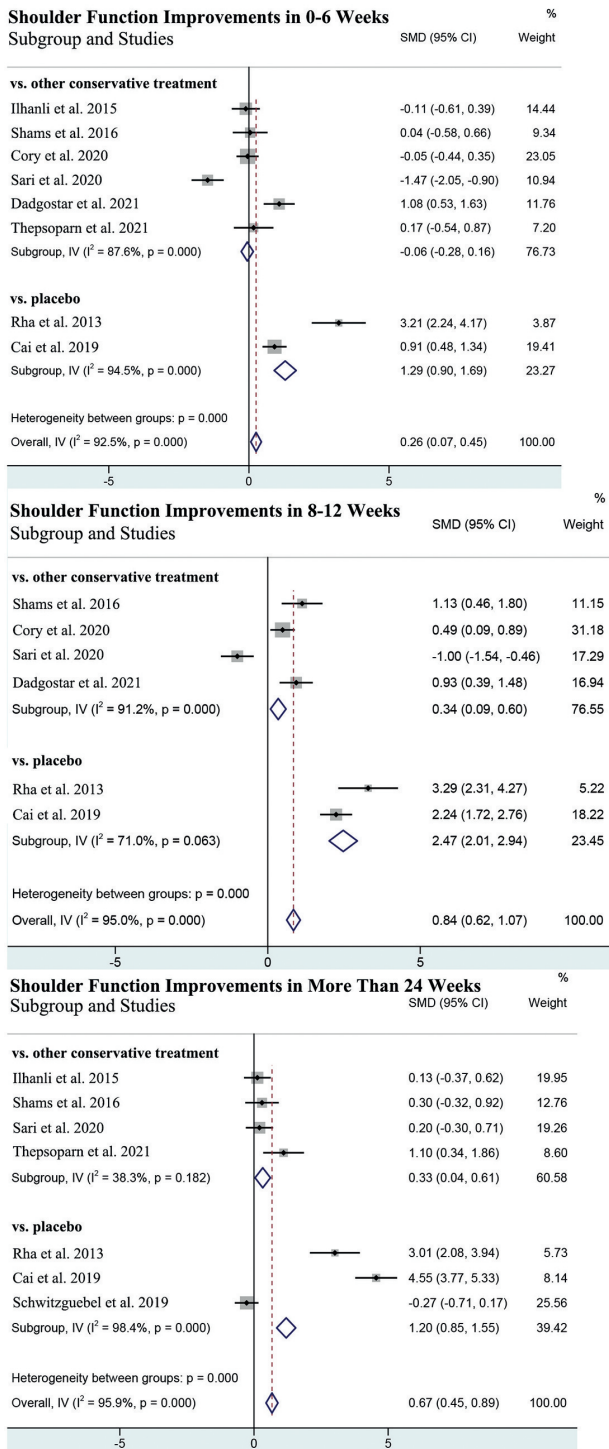 Shoulder Function Improvements in 0-6 Weeks
%
Subgroup and Studies SMD (95% CI) Weight
vs. other conservative treatment
Ilhanli et al. 2015 -0.11 (-0.61, 0.39) 14.44
Shams et al. 2016 0.04 (-0.58, 0.66) 9.34
Cory et al. 2020 -0.05 (-0.44, 0.35) 23.05
Sari et al. 2020 -1.47 (-2.05, -0.90) 10.94
Dadgostar et al. 2021 1.08 (0.53, 1.63) 11.76
Thepsoparn et al. 2021 0.17 (-0.54, 0.87) 7.20
Subgroup, IV (I² = 87.6%, p = 0.000) -0.06 (-0.28, 0.16) 76.73
vs. placebo
Rha et al. 2013 3.21 (2.24, 4.17) 3.87
Cai et al. 2019 0.91 (0.48, 1.34) 19.41
Subgroup, IV (I² = 94.5%, p = 0.000) 1.29 (0.90, 1.69) 23.27
Heterogeneity between groups: p = 0.000
Overall, IV (I² = 92.5%, p = 0.000) 0.26 (0.07, 0.45) 100.00
-5 0 5
Shoulder Function Improvements in 8-12 Weeks
%
Subgroup and Studies SMD (95% CI) Weight
vs. other conservative treatment
Shams et al. 2016 1.13 (0.46, 1.80) 11.15
Cory et al. 2020 0.49 (0.09, 0.89) 31.18
Sari et al. 2020 -1.00 (-1.54, -0.46) 17.29
Dadgostar et al. 2021 0.93 (0.39, 1.48) 16.94
Subgroup, IV (I² = 91.2%, p = 0.000) 0.34 (0.09, 0.60) 76.55
vs. placebo
Rha et al. 2013 3.29 (2.31, 4.27) 5.22
Cai et al. 2019 2.24 (1.72, 2.76) 18.22
Subgroup, IV (I² = 71.0%, p = 0.063) 2.47 (2.01, 2.94) 23.45
Heterogeneity between groups: p = 0.000
Overall, IV (I² = 95.0%, p = 0.000) 0.84 (0.62, 1.07) 100.00
-5 0 5
Shoulder Function Improvements in More Than 24 Weeks
%
Subgroup and Studies SMD (95% CI) Weight
vs. other conservative treatment
Ilhanli et al. 2015 0.13 (-0.37, 0.62) 19.95
Shams et al. 2016 0.30 (-0.32, 0.92) 12.76
Sari et al. 2020 0.20 (-0.30, 0.71) 19.26
Thepsoparn et al. 2021 1.10 (0.34, 1.86) 8.60
Subgroup, IV (I² = 38.3%, p = 0.182) 0.33 (0.04, 0.61) 60.58
vs. placebo
Rha et al. 2013 3.01 (2.08, 3.94) 5.73
Cai et al. 2019 4.55 (3.77, 5.33) 8.14
Schwitzguebel et al. 2019 -0.27 (-0.71, 0.17) 25.56
Subgroup, IV (I² = 98.4%, p = 0.000) 1.20 (0.85, 1.55) 39.42
Heterogeneity between groups: p = 0.000
Overall, IV (I² = 95.9%, p = 0.000) 0.67 (0.45, 0.89) 100.00
-5 0 5